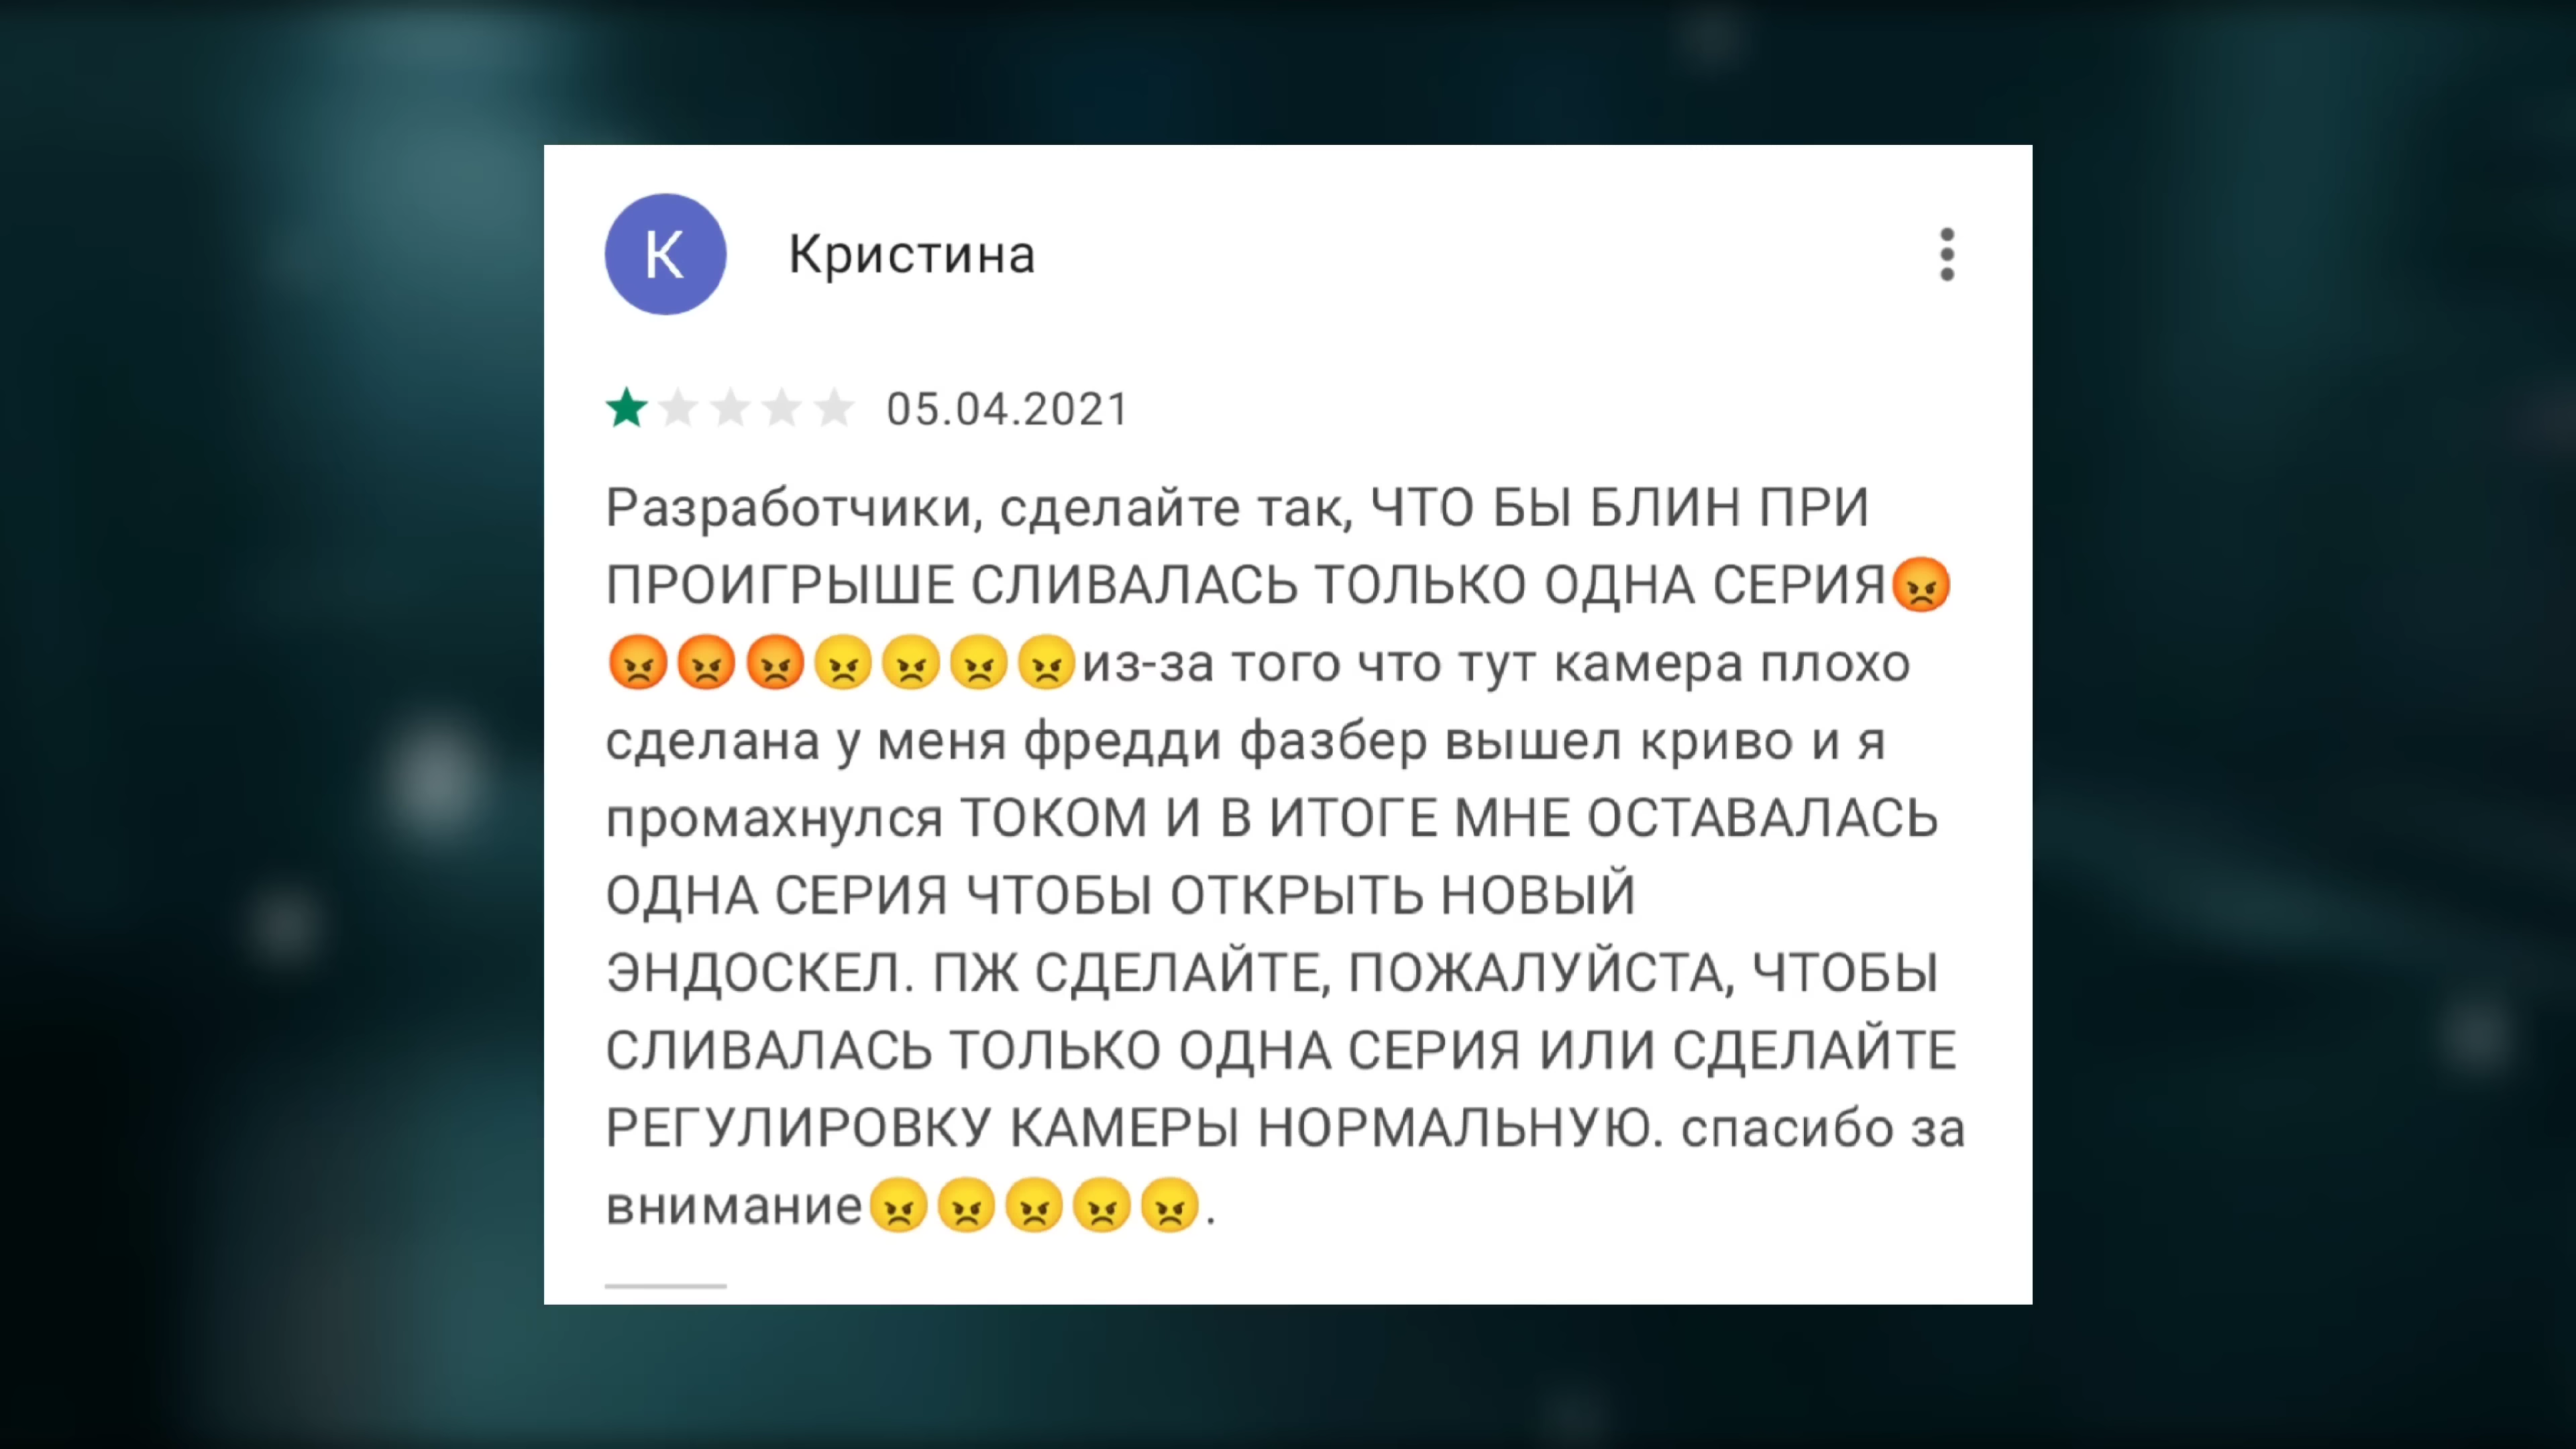 К
Кристина
05.04.2021
Разработчики, сделайте так, ЧТО БЫ БЛИН ПРИ
ПРОИГРЫШЕ СЛИВАЛАСЬ ТОЛЬКО ОДНА СЕРИЯ😡
😡😡😡😠😠😠😠из-за того что тут камера плохо
сделана у меня фредди фазбер вышел криво и я
промахнулся ТОКОМ И В ИТОГЕ МНЕ ОСТАВАЛАСЬ
ОДНА СЕРИЯ ЧТОБЫ ОТКРЫТЬ НОВЫЙ
ЭНДОСКЕЛ. ПЖ СДЕЛАЙТЕ, ПОЖАЛУЙСТА, ЧТОБЫ
СЛИВАЛАСЬ ТОЛЬКО ОДНА СЕРИЯ ИЛИ СДЕЛАЙТЕ
РЕГУЛИРОВКУ КАМЕРЫ НОРМАЛЬНУЮ. спасибо за
внимание😠😠😠😠😠.